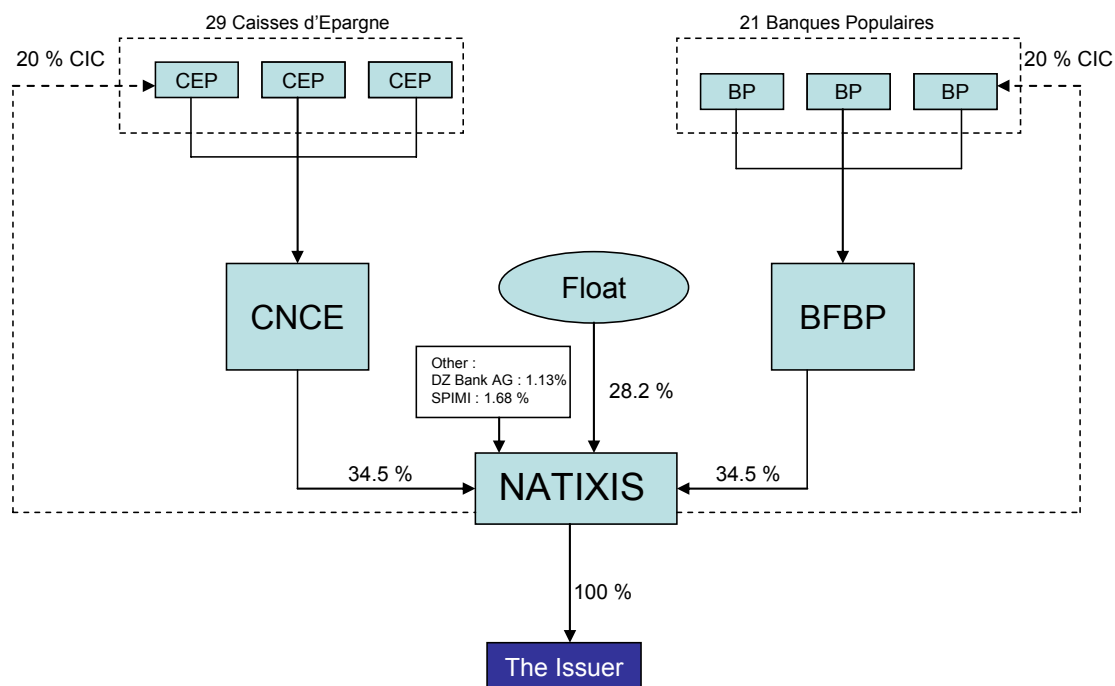 29 Caisses d’Epargne
21 Banques Populaires
20 % CIC
20 % CIC
CEP
CEP
CEP
BP
BP
BP
CNCE
Float
BFBP
Other :
DZ Bank AG : 1.13%
SPIMI : 1.68 %
28.2 %
34.5 %
NATIXIS
34.5 %
100 %
The Issuer